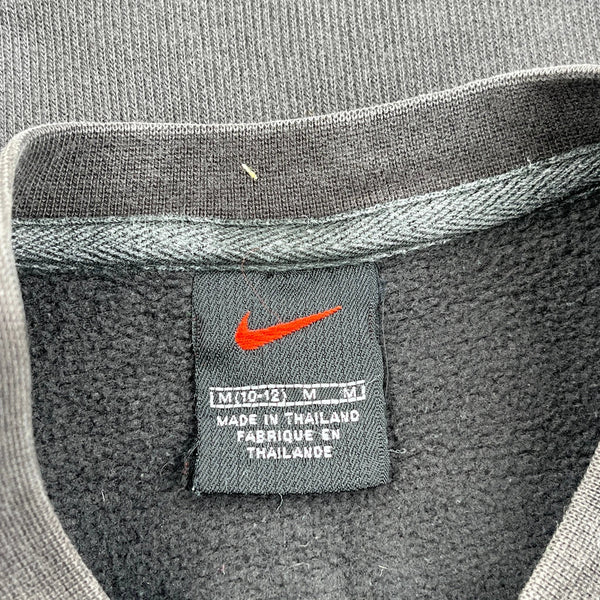 M (10-12) M M
MADE IN THAILAND
FABRIQUE EN
THAILANDE